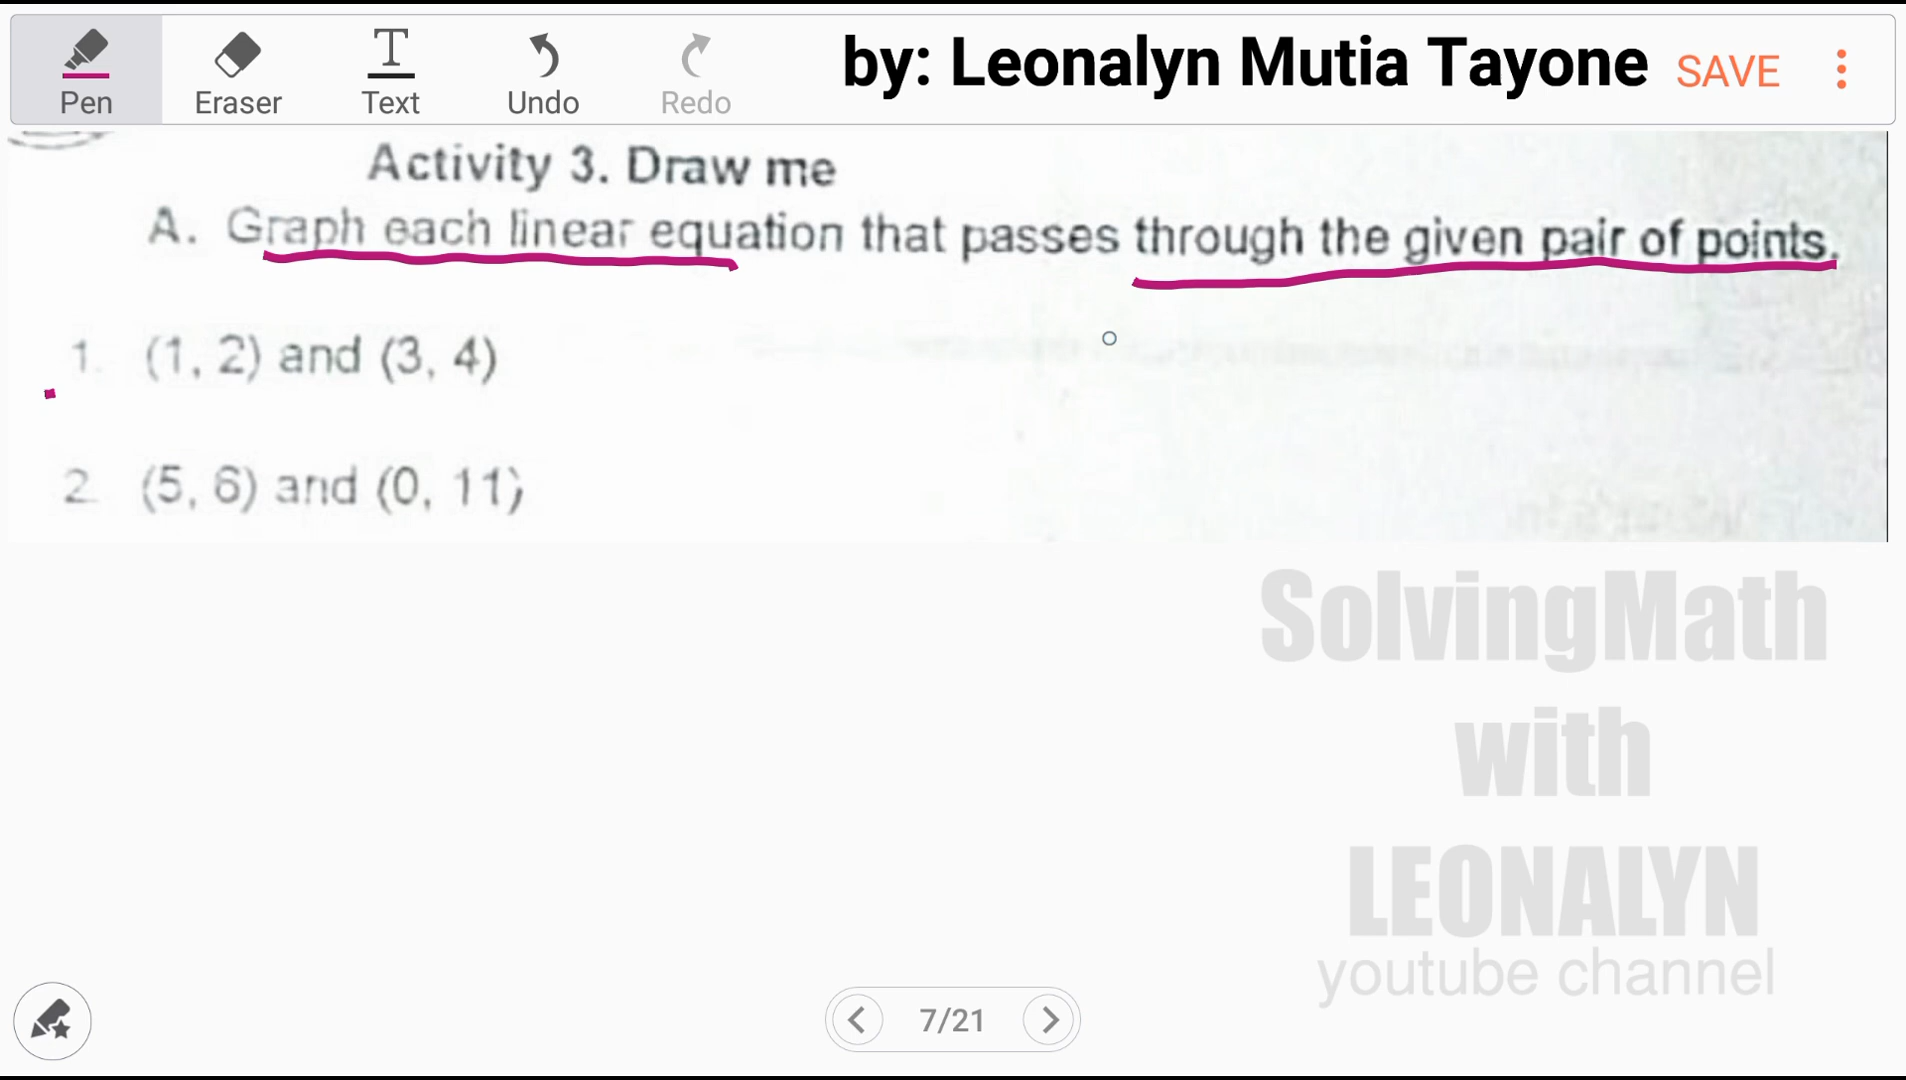 by: Leonalyn Mutia Tayone
SAVE
Pen
Eraser
Text
Undo
Redo
Activity 3. Draw me
A. Graph each linear equation that passes through the given pair of points.
1. (1, 2) and (3, 4)
2. (5, 6) and (0, 11)
SolvingMath
with
LEONALYN
youtube channel
7/21